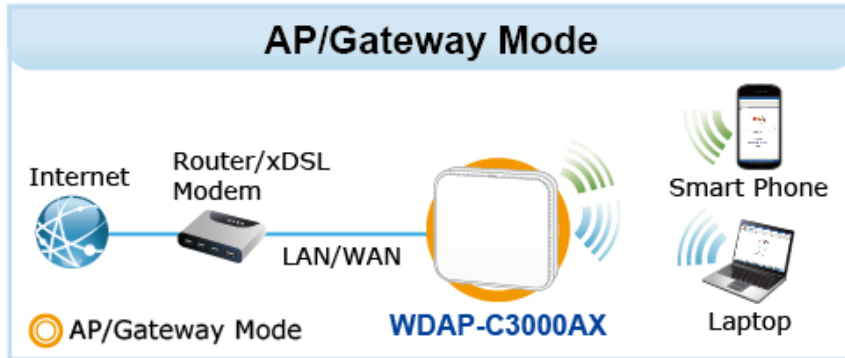 AP/Gateway Mode
Internet
Router/xDSL
Modem
LAN/WAN
WDAP-C3000AX
Smart Phone
Laptop
AP/Gateway Mode